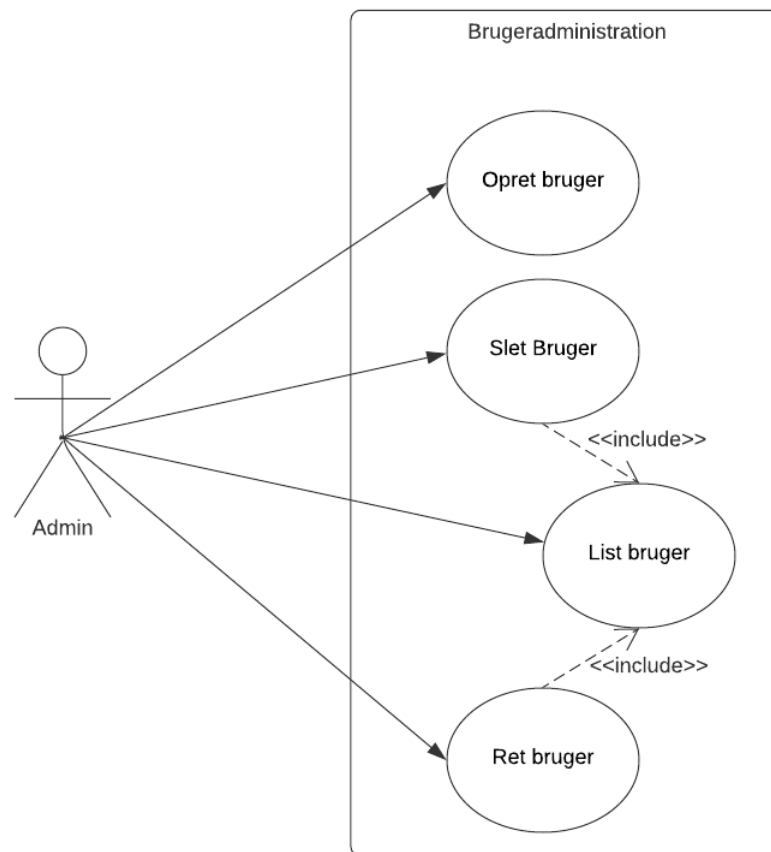 Brugeradministration
Opret bruger
Slet Bruger
<<include>>
Admin
List bruger
<<include>>
Ret bruger